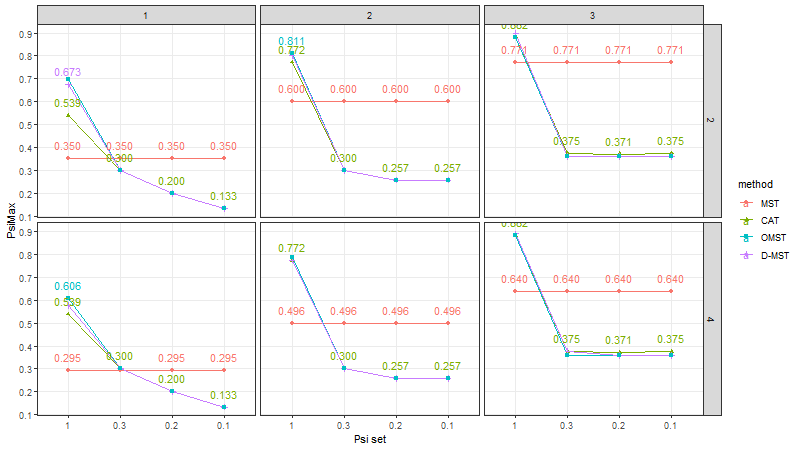 1 2 3
0.9 0.8 0.7 0.6 0.5 0.4 0.3 0.2 0.1
0.673 0.539 0.350 0.350 0.350 0.350 0.300 0.200 0.133
0.811 0.772 0.600 0.600 0.600 0.600 0.300 0.257 0.257
0.882 0.771 0.771 0.771 0.771 0.375 0.371 0.375
2
0.9 0.8 0.7 0.6 0.5 0.4 0.3 0.2 0.1
0.606 0.539 0.295 0.300 0.295 0.295 0.200 0.133
0.772 0.496 0.496 0.496 0.496 0.300 0.257 0.257
0.882 0.640 0.640 0.640 0.640 0.375 0.371 0.375
4
1 0.3 0.2 0.1 1 0.3 0.2 0.1 1 0.3 0.2 0.1
Psi set
PsiMax
method
MST
CAT
OMST
D-MST